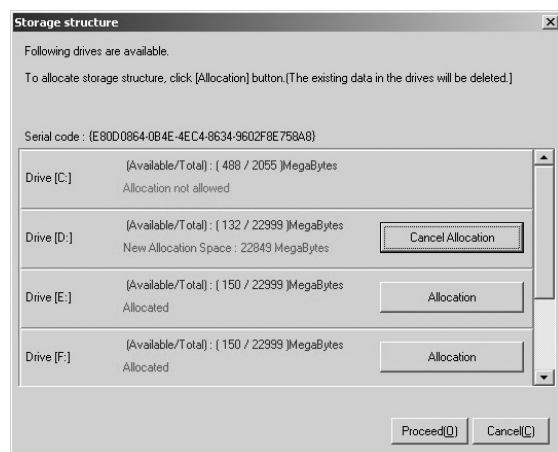 Storage structure
Following drives are available.
To allocate storage structure, click [Allocation] button.(The existing data in the drives will be deleted.]
Serial code : {E80D0864-0B4E-4EC4-8634-9602F8E758A8}
Drive [C:]
(Available/Total) : ( 488 / 2055 )MegaBytes
Allocation not allowed
Drive [D:]
(Available/Total) : ( 132 / 22999 )MegaBytes
New Allocation Space : 22849 MegaBytes
Cancel Allocation
Drive [E:]
(Available/Total) : ( 150 / 22999 )MegaBytes
Allocated
Allocation
Drive [F:]
(Available/Total) : ( 150 / 22999 )MegaBytes
Allocated
Allocation
Proceed(O) Cancel(C)